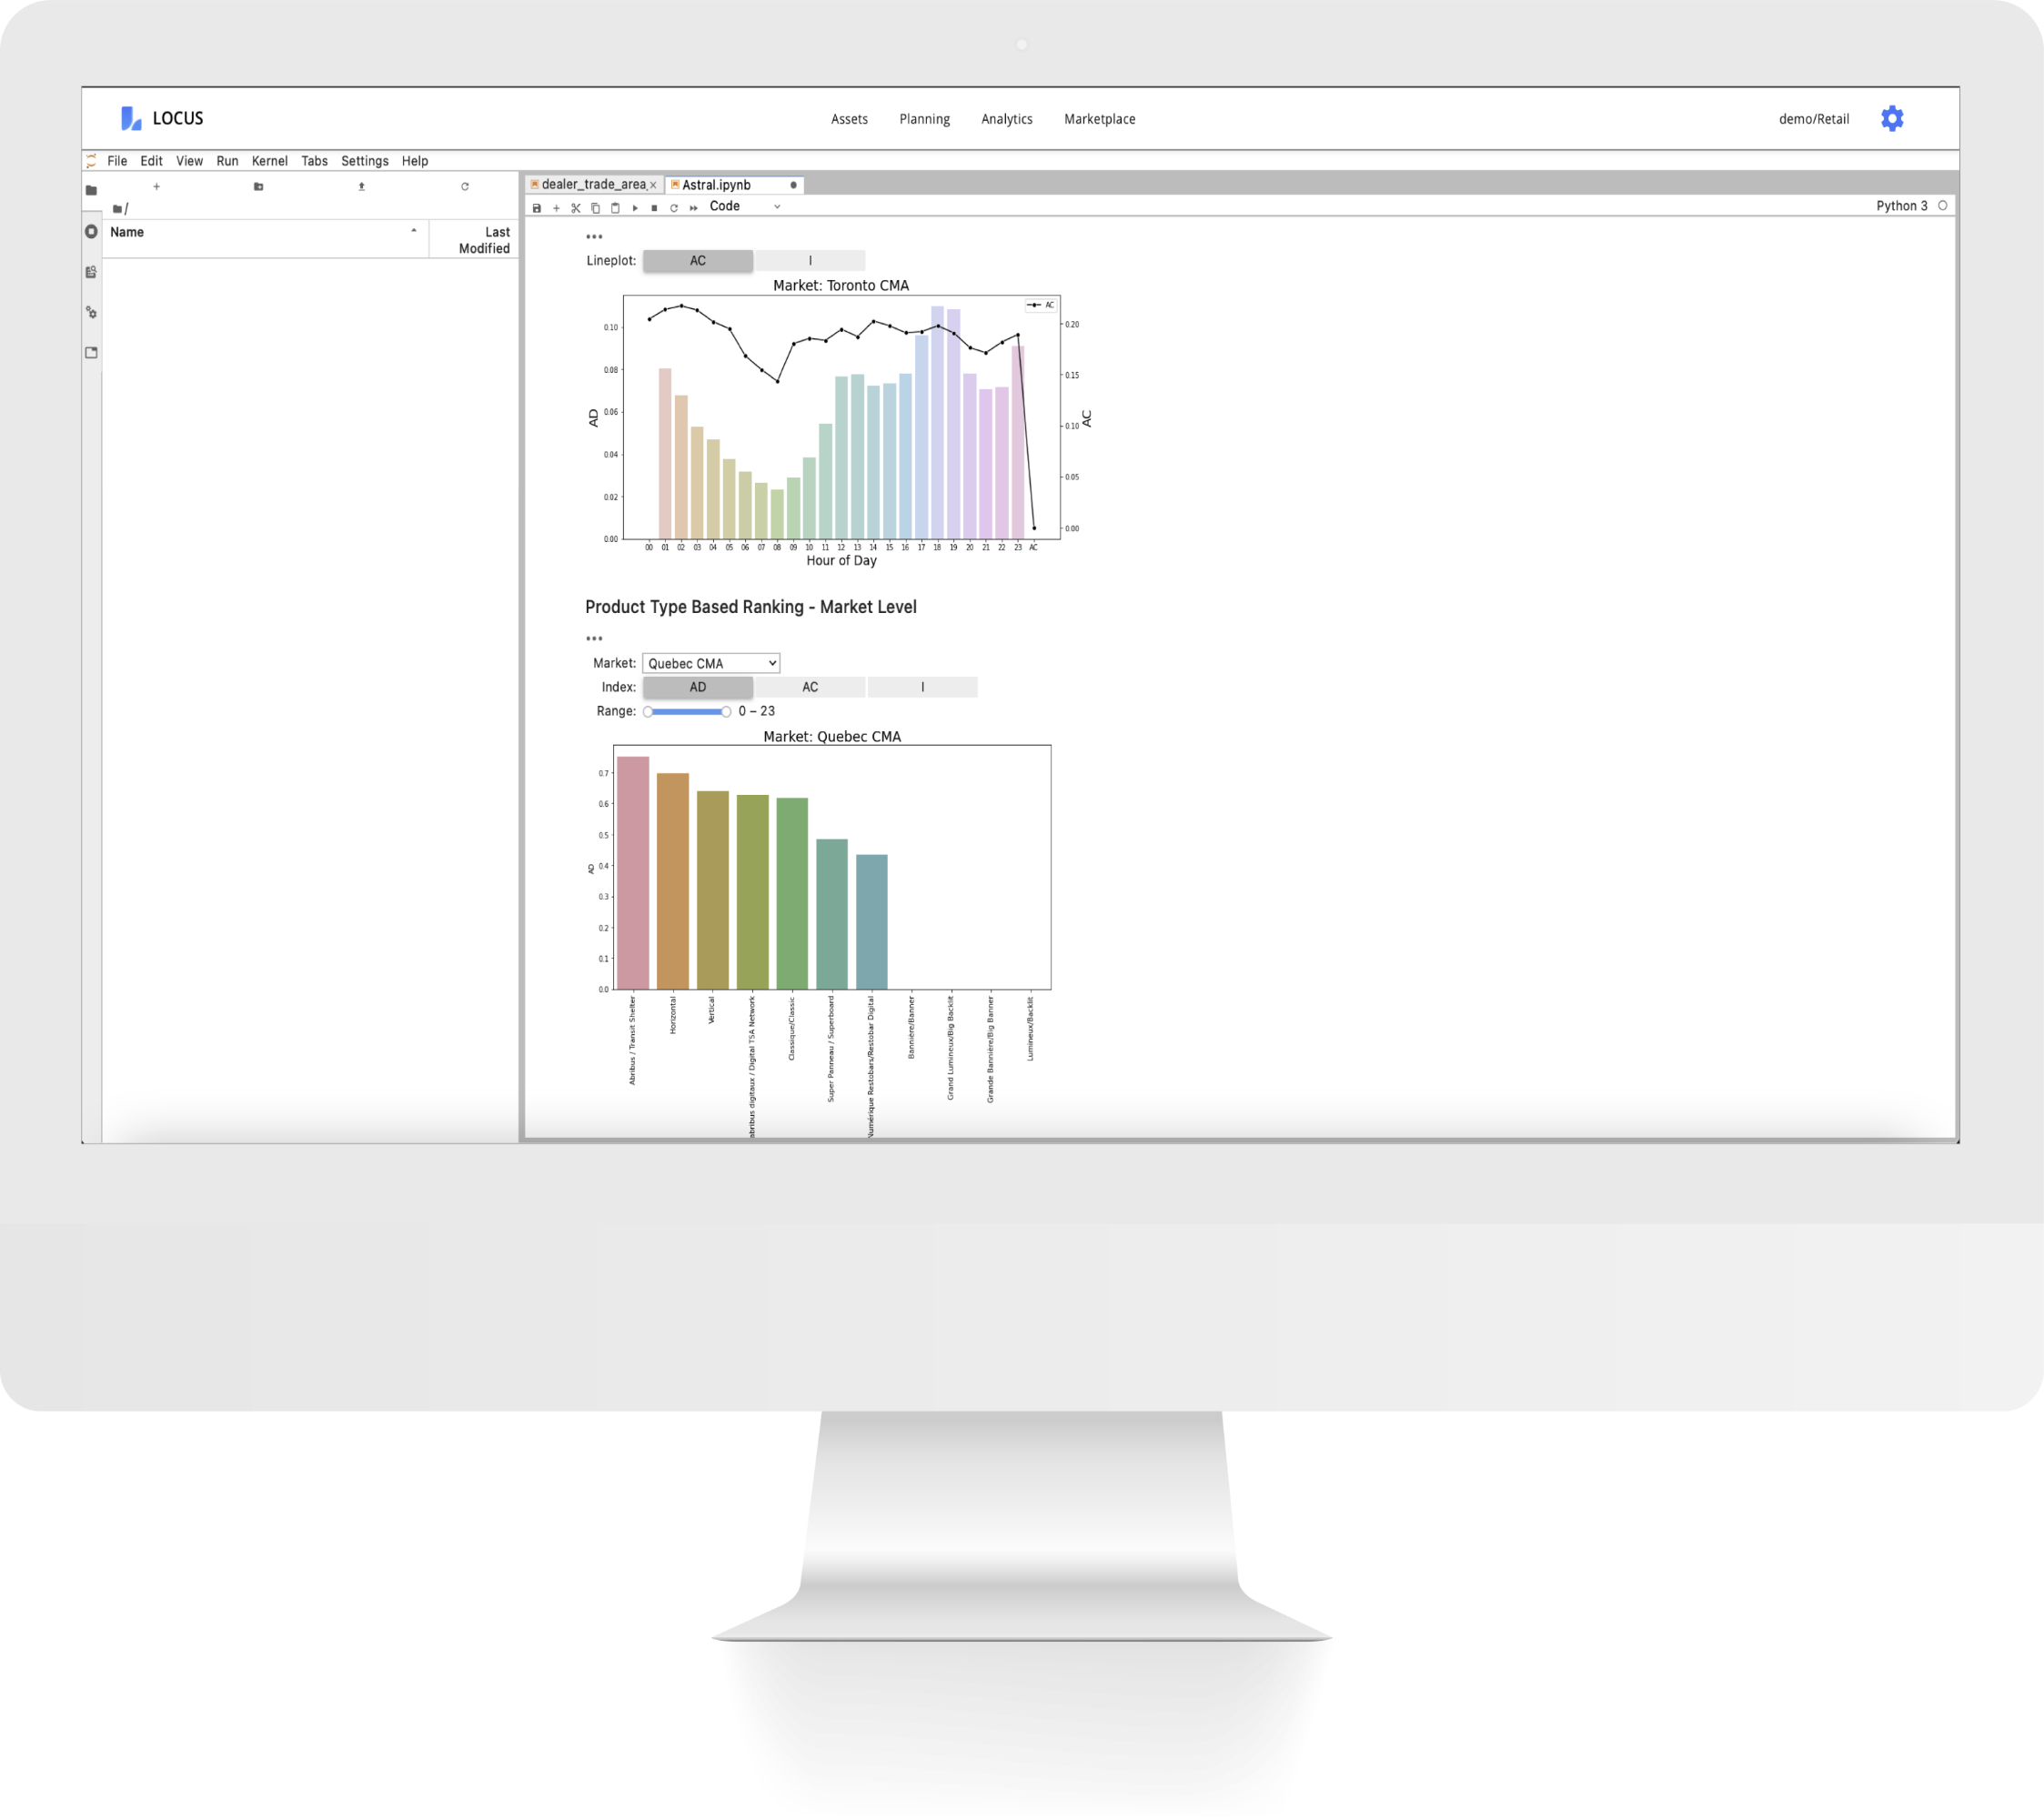 LOCUS
Assets Planning Analytics Marketplace
demo/Retail
File Edit View Run Kernel Tabs Settings Help
dealer_trade_area × Astral.ipynb
Code
Python 3
/
Name
Last Modified
Lineplot: AC I
Market: Toronto CMA
AC
AD
0.10
0.08
0.06
0.04
0.02
0.00
AC
0.20
0.15
0.10
0.05
0.00
00 01 02 03 04 05 06 07 08 09 10 11 12 13 14 15 16 17 18 19 20 21 22 23 AC
Hour of Day
Product Type Based Ranking - Market Level
Market: Quebec CMA
Index: AD AC I
Range: 0 – 23
Market: Quebec CMA
AD
0.7
0.6
0.5
0.4
0.3
0.2
0.1
0.0
Abribus / Transit Shelter
Horizontal
Vertical
abribus digitaux / Digital TSA Network
Classique/Classic
Super Panneau / Superboard
Numérique Restobars/Restobar Digital
Bannière/Banner
Grand Lumineux/Big Backlit
Grande Bannière/Big Banner
Lumineux/Backlit